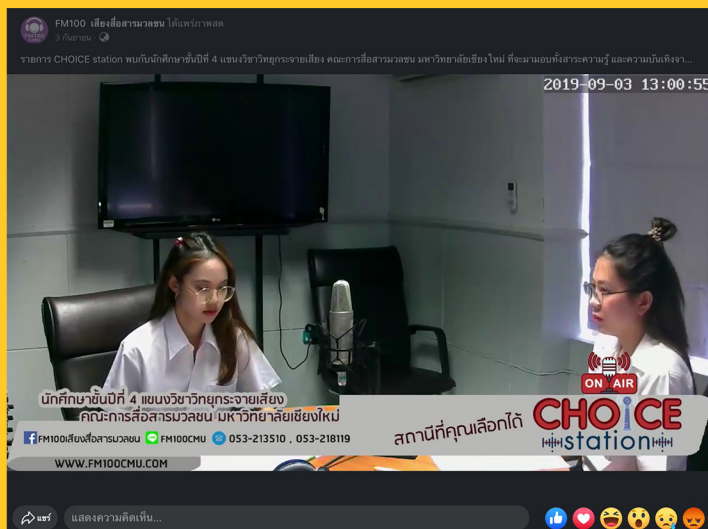 FM100 เสียงสื่อสารมวลชน ได้แพร่ภาพสด
3 กันยายน ·
รายการ CHOICE station พบกับนักศึกษาชั้นปีที่ 4 แขนงวิชาวิทยุกระจายเสียง คณะการสื่อสารมวลชน มหาวิทยาลัยเชียงใหม่ ที่จะมามอบทั้งสาระความรู้ และความบันเทิงจา...
2019-09-03 13:00:55
นักศึกษาชั้นปีที่ 4 แขนงวิชาวิทยุกระจายเสียง
คณะการสื่อสารมวลชน มหาวิทยาลัยเชียงใหม่
FM100เสียงสื่อสารมวลชน FM100CMU 053-213510 , 053-218119
WWW.FM100CMU.COM
สถานีที่คุณเลือกได้
ON AIR
CHOICE
station
แชร์
แสดงความคิดเห็น...